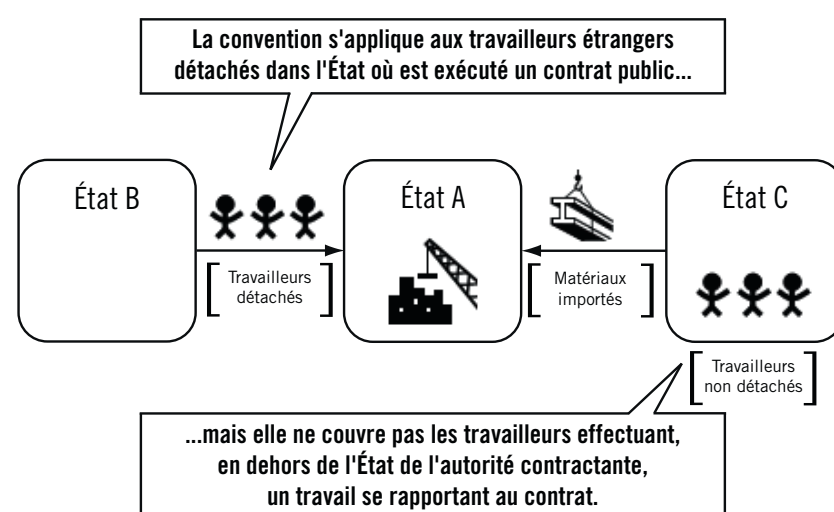 La convention s'applique aux travailleurs étrangers
détachés dans l'État où est exécuté un contrat public...
État B
État A
État C
Travailleurs
détachés
Matériaux
importés
Travailleurs
non détachés
...mais elle ne couvre pas les travailleurs effectuant,
en dehors de l'État de l'autorité contractante,
un travail se rapportant au contrat.